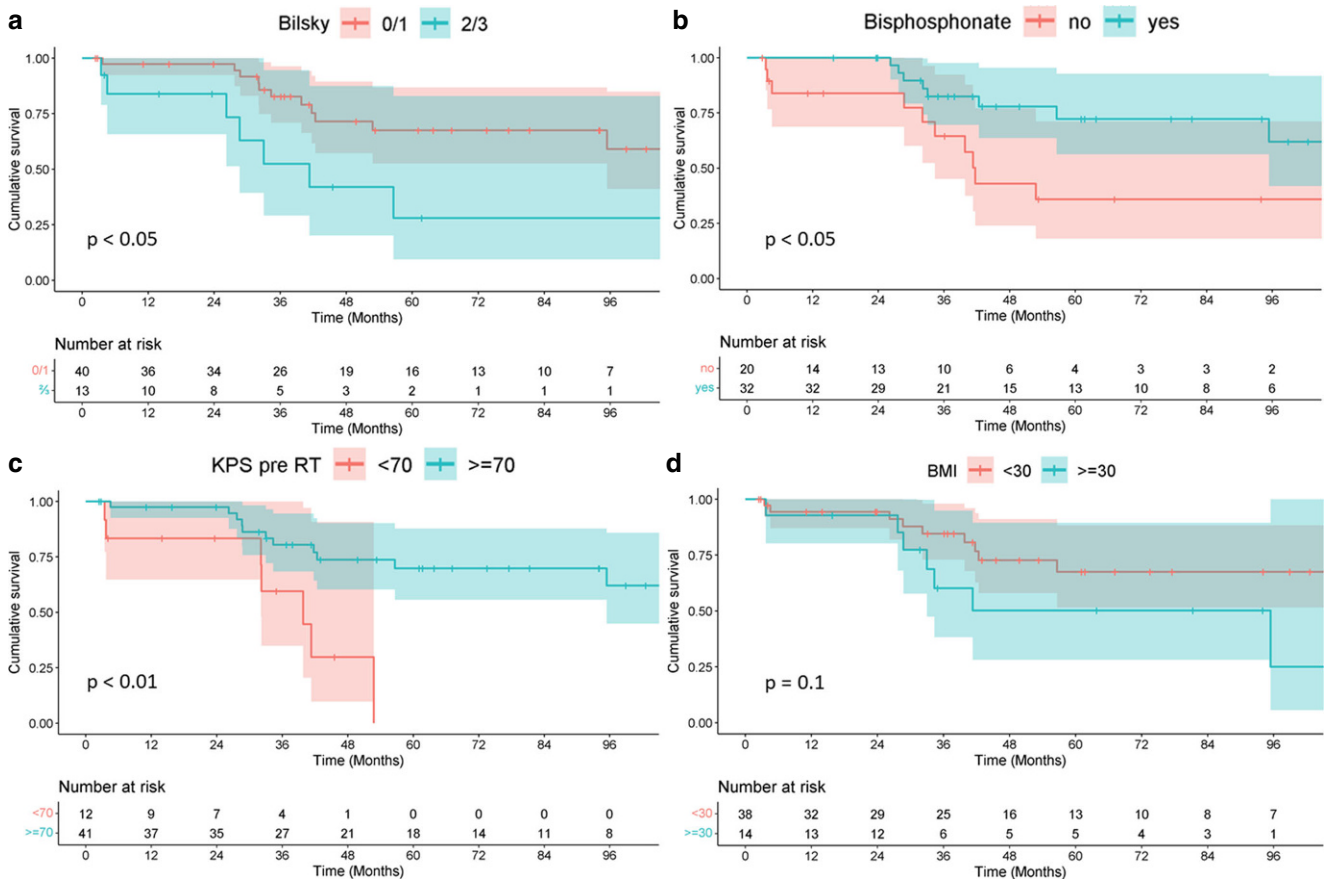 a
Bilsky 0/1 2/3
1.00
0.75
0.50
0.25
0.00
Cumulative survival
p < 0.05
0 12 24 36 48 60 72 84 96
Time (Months)
Number at risk
0/1 40 36 34 26 19 16 13 10 7
⅔ 13 10 8 5 3 2 1 1 1
0 12 24 36 48 60 72 84 96
Time (Months)
b
Bisphosphonate no yes
1.00
0.75
0.50
0.25
0.00
Cumulative survival
p < 0.05
0 12 24 36 48 60 72 84 96
Time (Months)
Number at risk
no 20 14 13 10 6 4 3 3 2
yes 32 32 29 21 15 13 10 8 6
0 12 24 36 48 60 72 84 96
Time (Months)
c
KPS pre RT <70 >=70
1.00
0.75
0.50
0.25
0.00
Cumulative survival
p < 0.01
0 12 24 36 48 60 72 84 96
Time (Months)
Number at risk
<70 12 9 7 4 1 0 0 0 0
>=70 41 37 35 27 21 18 14 11 8
0 12 24 36 48 60 72 84 96
Time (Months)
d
BMI <30 >=30
1.00
0.75
0.50
0.25
0.00
Cumulative survival
p = 0.1
0 12 24 36 48 60 72 84 96
Time (Months)
Number at risk
<30 38 32 29 25 16 13 10 8 7
>=30 14 13 12 6 5 5 4 3 1
0 12 24 36 48 60 72 84 96
Time (Months)